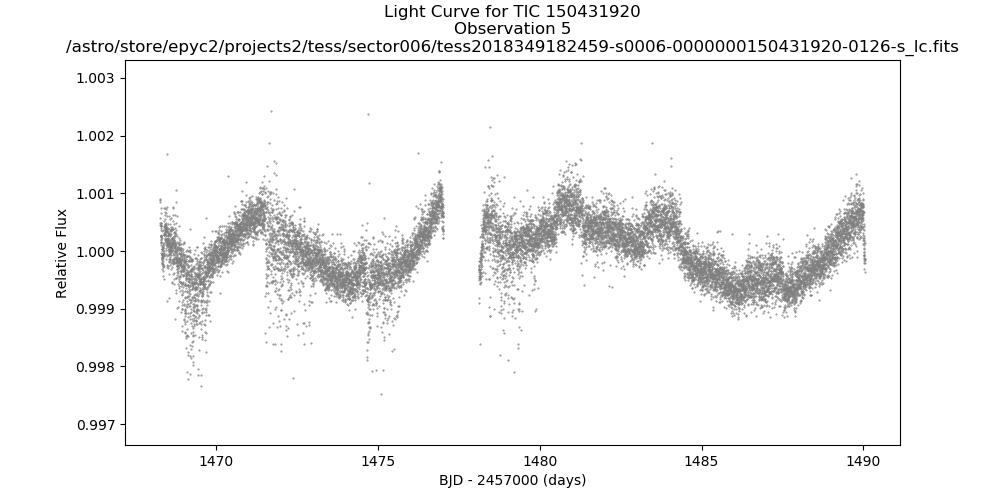 Light Curve for TIC 150431920
Observation 5
/astro/store/epyc2/projects2/tess/sector006/tess2018349182459-s0006-0000000150431920-0126-s_lc.fits
1.003
1.002
1.001
1.000
0.999
0.998
0.997
Relative Flux
1470
1475
1480
1485
1490
BJD - 2457000 (days)